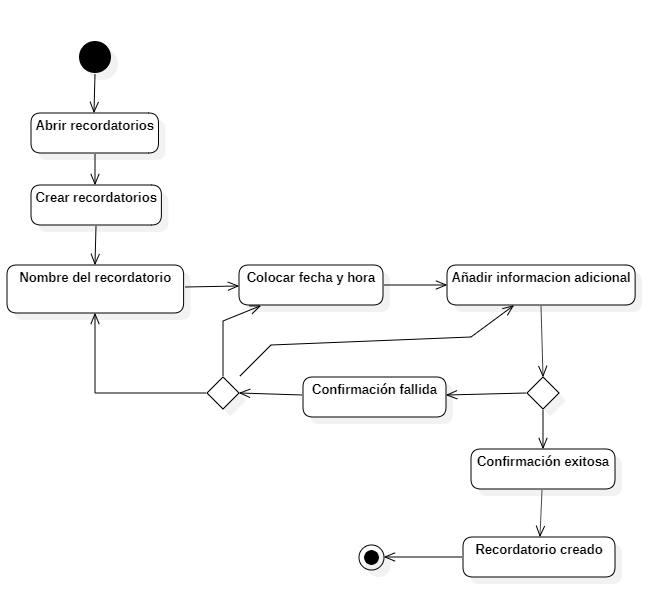 Abrir recordatorios
Crear recordatorios
Nombre del recordatorio
Colocar fecha y hora
Añadir informacion adicional
Confirmación fallida
Confirmación exitosa
Recordatorio creado